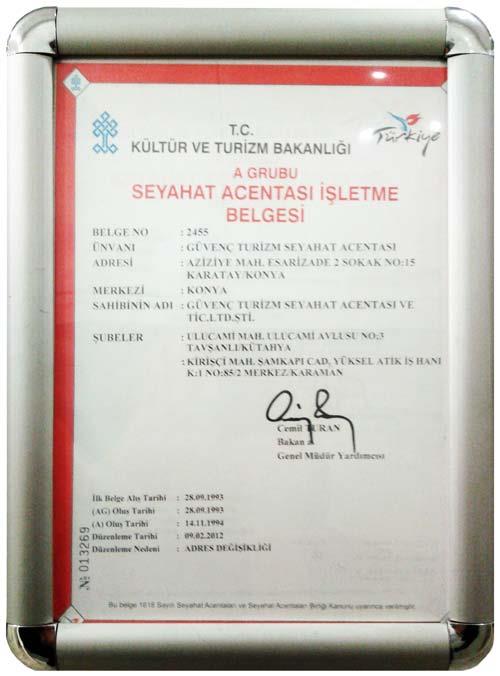 T.C.
KÜLTÜR VE TURİZM BAKANLIĞI
Türkiye
A GRUBU
SEYAHAT ACENTASI İŞLETME
BELGESİ
BELGE NO : 2455
ÜNVANI : GÜVENÇ TURİZM SEYAHAT ACENTASI
ADRESİ : AZİZİYE MAH. ESARİZADE 2 SOKAK NO:15
KARATAY/KONYA
MERKEZİ : KONYA
SAHİBİNİN ADI : GÜVENÇ TURİZM SEYAHAT ACENTASI VE
TİC.LTD.ŞTİ.
ŞUBELER : ULUCAMİ MAH. ULUCAMİ AVLUSU NO;3
TAVŞANLI/KÜTAHYA
: KİRİŞÇİ MAH. ŞAMKAPI CAD, YÜKSEL ATİK İŞ HANI
K:1 NO:85/2 MERKEZ/KARAMAN
Cemil TURAN
Bakan a.
Genel Müdür Yardımcısı
İlk Belge Alış Tarihi : 28.09.1993
(AG) Oluş Tarihi : 28.09.1993
(A) Oluş Tarihi : 14.11.1994
Düzenleme Tarihi : 09.02.2012
Düzenleme Nedeni : ADRES DEĞİŞİKLİĞİ
№ 013269
Bu belge 1618 Sayılı Seyahat Acentaları ve Seyahat Acentaları Birliği Kanunu uyarınca verilmiştir.